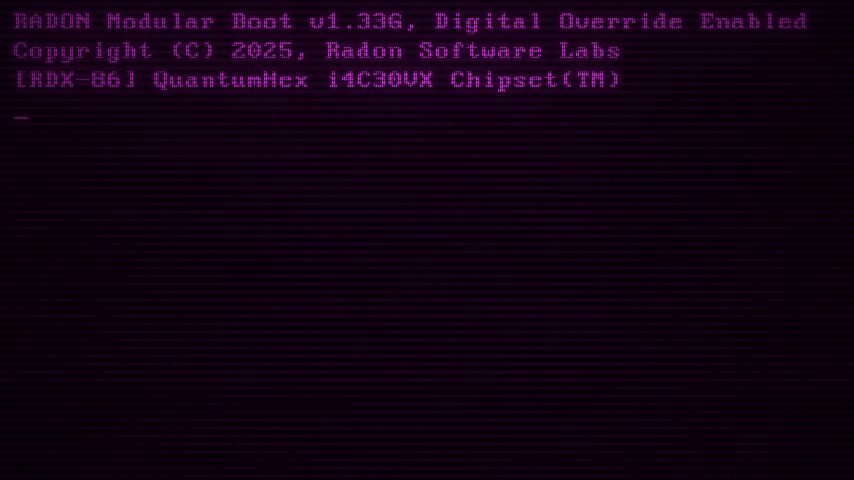 RADON Modular Boot v1.33G, Digital Override Enabled
Copyright (C) 2025, Radon Software Labs
[RDX-86] QuantumHex i4C30VX Chipset(TM)
_